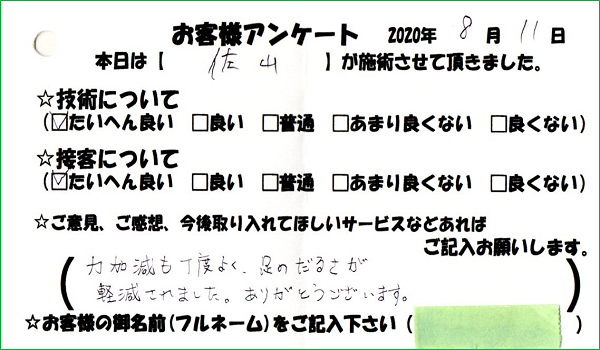 お客様アンケート 2020年 8月 11日
本日は【 佐山 】が施術させて頂きました。
☆技術について
(☑たいへん良い □良い □普通 □あまり良くない □良くない)
☆接客について
(☑たいへん良い □良い □普通 □あまり良くない □良くない)
☆ご意見、ご感想、今後取り入れてほしいサービスなどあれば
ご記入お願いします。
(力加減も丁度よく、足のだるさが
軽減されました。ありがとうございます。)
☆お客様の御名前(フルネーム)をご記入下さい( )